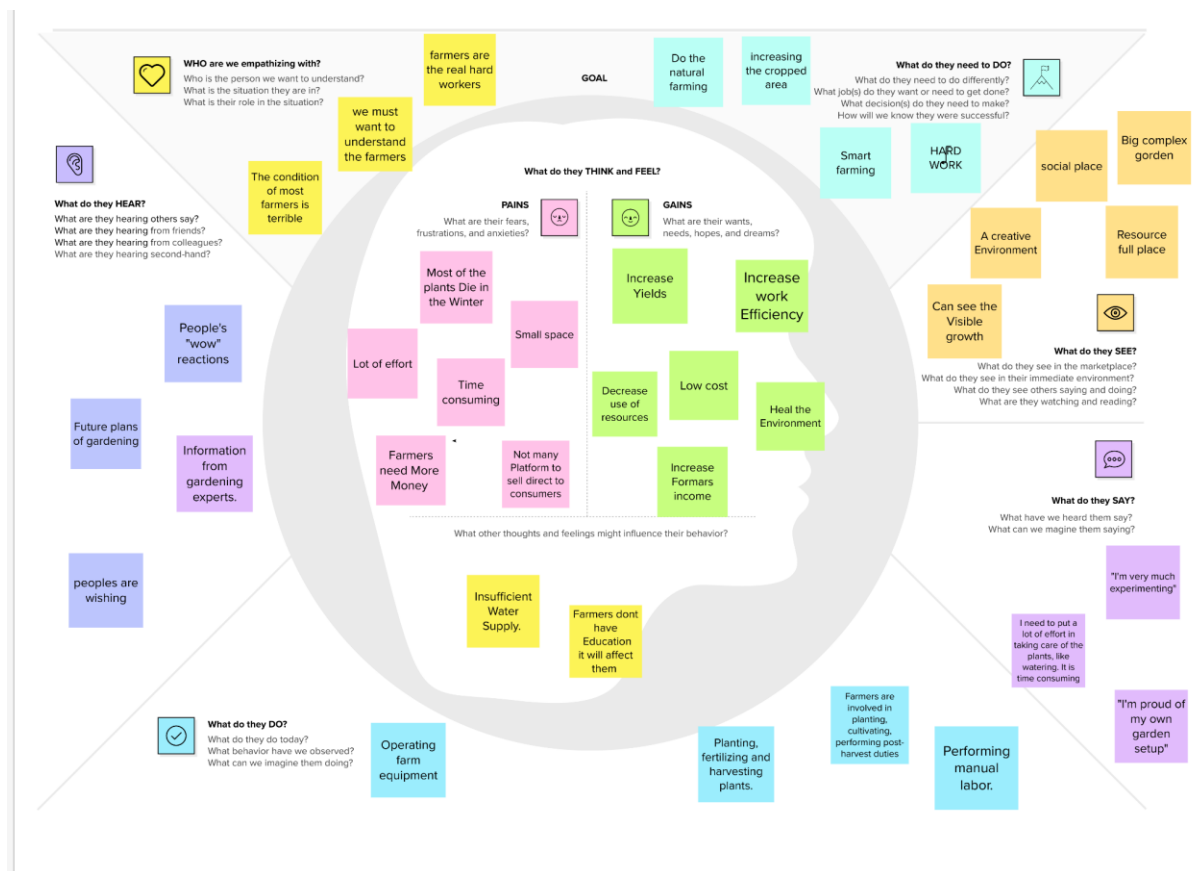 WHO are we empathizing with?
Who is the person we want to understand?
What is the situation they are in?
What is their role in the situation?
farmers are
the real hard
workers
we must
want to
understand
the farmers
The condition
of most
farmers is
terrible
GOAL
Do the
natural
farming
increasing
the cropped
area
What do they need to DO?
What do they need to do differently?
What job(s) do they want or need to get done?
What decision(s) do they need to make?
How will we know they were successful?
Smart
farming
HARD
WORK
social place
Big complex
gorden
A creative
Environment
Resource
full place
Can see the
Visible
growth
What do they SEE?
What do they see in the marketplace?
What do they see in their immediate environment?
What do they see others saying and doing?
What are they watching and reading?
What do they HEAR?
What are they hearing others say?
What are they hearing from friends?
What are they hearing from colleagues?
What are they hearing second-hand?
People's
"wow"
reactions
Future plans
of gardening
Information
from
gardening
experts.
peoples are
wishing
What do they THINK and FEEL?
PAINS
What are their fears,
frustrations, and anxieties?
Most of the
plants Die in
the Winter
Small space
Lot of effort
Time
consuming
Farmers
need More
Money
Not many
Platform to
sell direct to
consumers
GAINS
What are their wants,
needs, hopes, and dreams?
Increase
Yields
Increase
work
Efficiency
Decrease
use of
resources
Low cost
Heal the
Environment
Increase
Formars
income
What other thoughts and feelings might influence their behavior?
Insufficient
Water
Supply.
Farmers dont
have
Education
it will affect
them
What do they SAY?
What have we heard them say?
What can we magine them saying?
"I'm very much
experimenting"
I need to put a
lot of effort in
taking care of the
plants, like
watering. It is
time consuming
"I'm proud of
my own
garden
setup"
What do they DO?
What do they do today?
What behavior have we observed?
What can we imagine them doing?
Operating
farm
equipment
Planting,
fertilizing and
harvesting
plants.
Farmers are
involved in
planting,
cultivating,
performing post-
harvest duties
Performing
manual
labor.